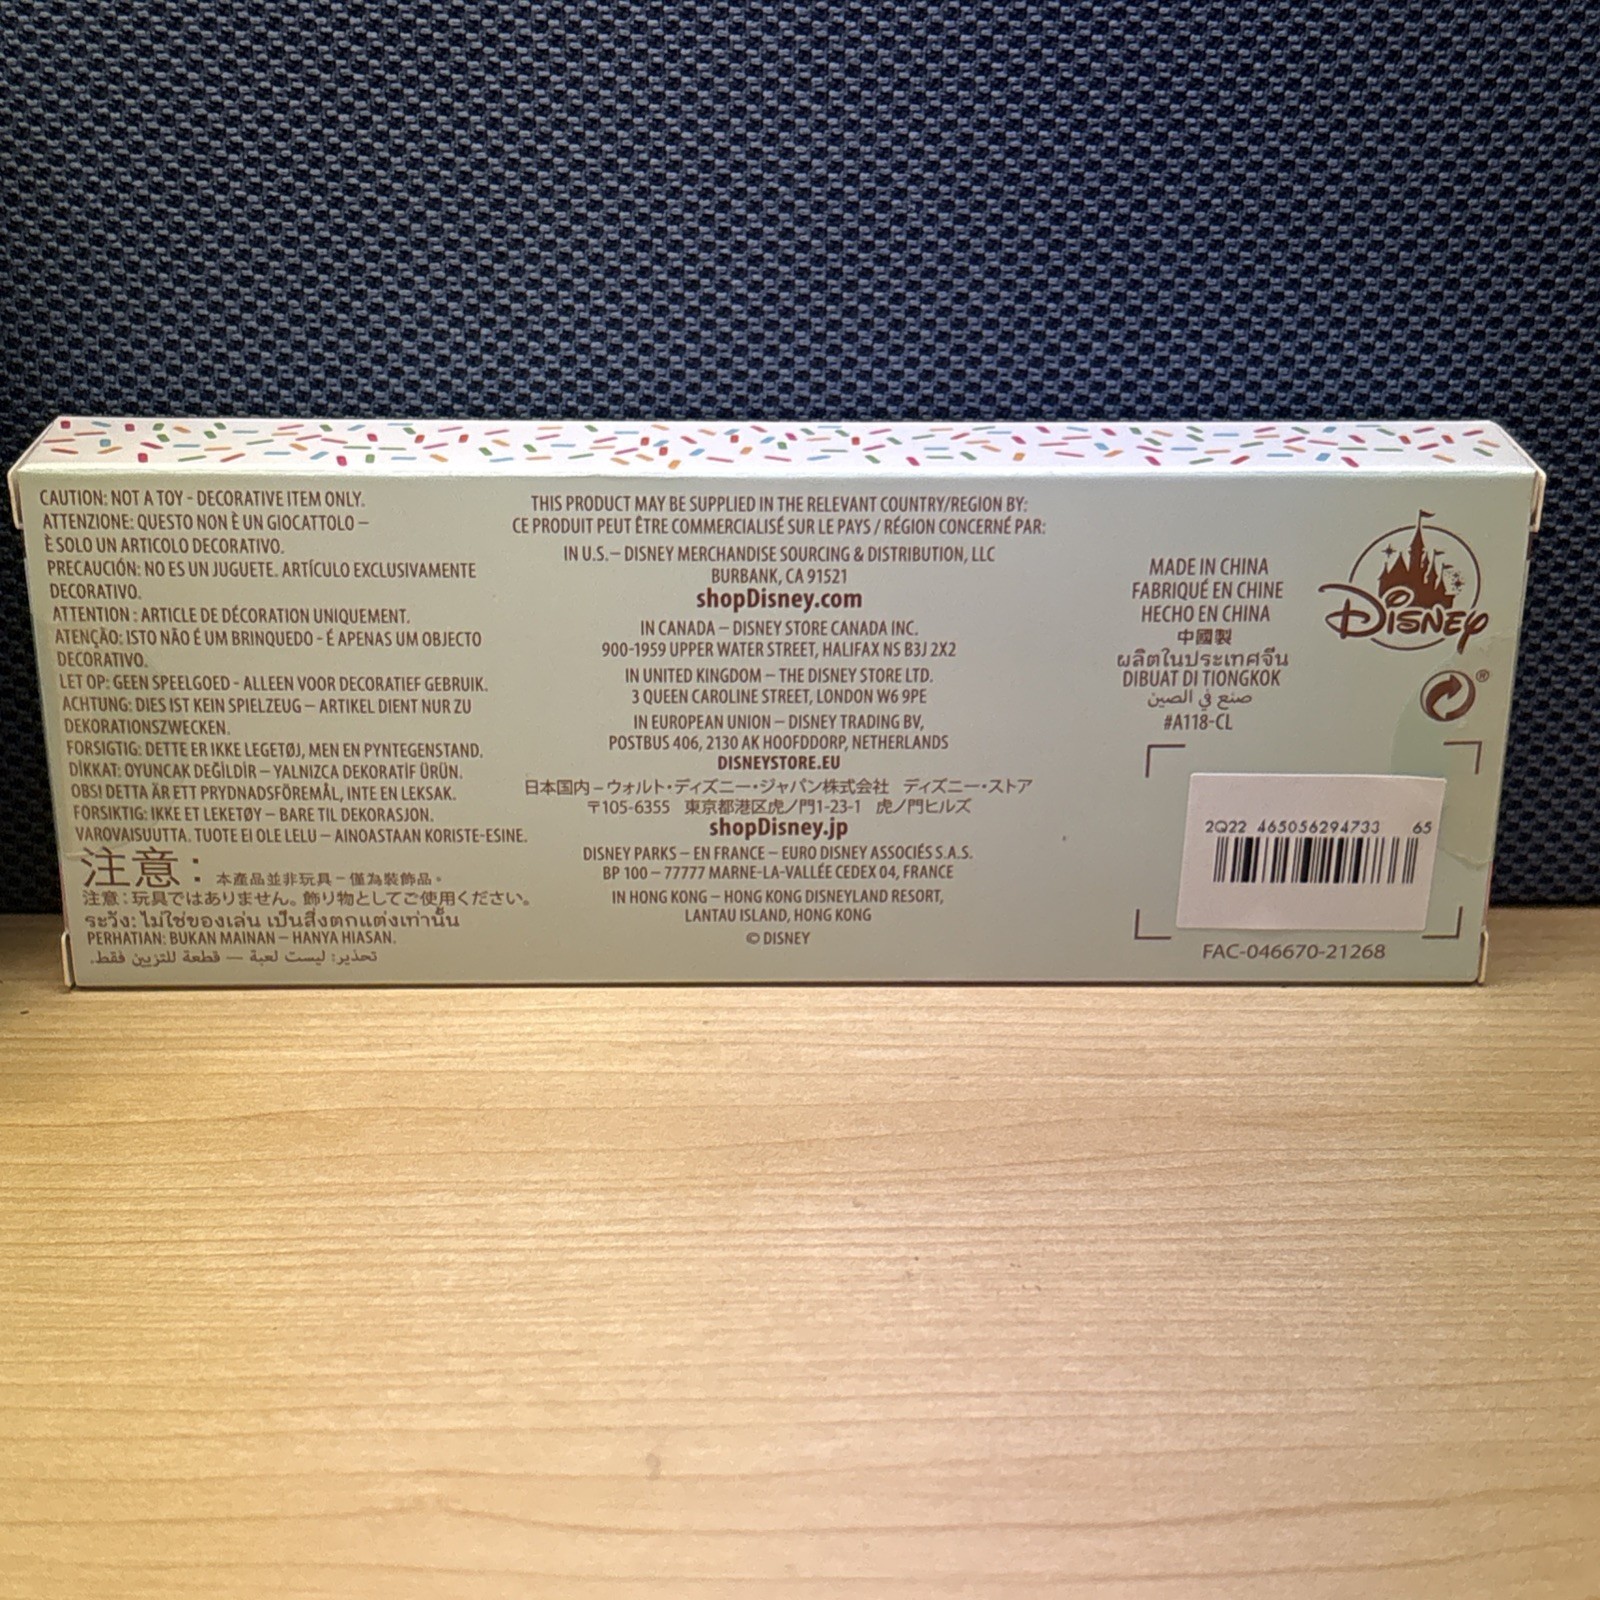 CAUTION: NOT A TOY - DECORATIVE ITEM ONLY.
ATTENZIONE: QUESTO NON È UN GIOCATTOLO –
È SOLO UN ARTICOLO DECORATIVO.
PRECAUCIÓN: NO ES UN JUGUETE. ARTÍCULO EXCLUSIVAMENTE
DECORATIVO.
ATTENTION : ARTICLE DE DÉCORATION UNIQUEMENT.
ATENÇÃO: ISTO NÃO É UM BRINQUEDO - É APENAS UM OBJECTO
DECORATIVO.
LET OP: GEEN SPEELGOED - ALLEEN VOOR DECORATIEF GEBRUIK.
ACHTUNG: DIES IST KEIN SPIELZEUG – ARTIKEL DIENT NUR ZU
DEKORATIONSZWECKEN.
FORSIGTIG: DETTE ER IKKE LEGETØJ, MEN EN PYNTEGENSTAND.
DİKKAT: OYUNCAK DEĞİLDİR – YALNIZCA DEKORATİF ÜRÜN.
OBS! DETTA ÄR ETT PRYDNADSFÖREMÅL, INTE EN LEKSAK.
FORSIKTIG: IKKE ET LEKETØY – BARE TIL DEKORASJON.
VAROVAISUUTTA. TUOTE EI OLE LELU – AINOASTAAN KORISTE-ESINE.
注意：本產品並非玩具－僅為裝飾品。
注意：玩具ではありません。飾り物としてご使用ください。
ระวัง: ไม่ใช่ของเล่น เป็นสิ่งตกแต่งเท่านั้น
PERHATIAN: BUKAN MAINAN – HANYA HIASAN.
تحذير: ليست لعبة — قطعة للتزيين فقط.
THIS PRODUCT MAY BE SUPPLIED IN THE RELEVANT COUNTRY/REGION BY:
CE PRODUIT PEUT ÊTRE COMMERCIALISÉ SUR LE PAYS / RÉGION CONCERNÉ PAR:
IN U.S. – DISNEY MERCHANDISE SOURCING & DISTRIBUTION, LLC
BURBANK, CA 91521
shopDisney.com
IN CANADA – DISNEY STORE CANADA INC.
900-1959 UPPER WATER STREET, HALIFAX NS B3J 2X2
IN UNITED KINGDOM – THE DISNEY STORE LTD.
3 QUEEN CAROLINE STREET, LONDON W6 9PE
IN EUROPEAN UNION – DISNEY TRADING BV,
POSTBUS 406, 2130 AK HOOFDDORP, NETHERLANDS
DISNEYSTORE.EU
日本国内－ウォルト・ディズニー・ジャパン株式会社 ディズニー・ストア
〒105-6355 東京都港区虎ノ門1-23-1 虎ノ門ヒルズ
shopDisney.jp
DISNEY PARKS – EN FRANCE – EURO DISNEY ASSOCIÉS S.A.S.
BP 100 – 77777 MARNE-LA-VALLÉE CEDEX 04, FRANCE
IN HONG KONG – HONG KONG DISNEYLAND RESORT,
LANTAU ISLAND, HONG KONG
© DISNEY
MADE IN CHINA
FABRIQUÉ EN CHINE
HECHO EN CHINA
中國製
ผลิตในประเทศจีน
DIBUAT DI TIONGKOK
صنع في الصين
#A118-CL
DISNEY
®
2Q22 465056294733 65
FAC-046670-21268